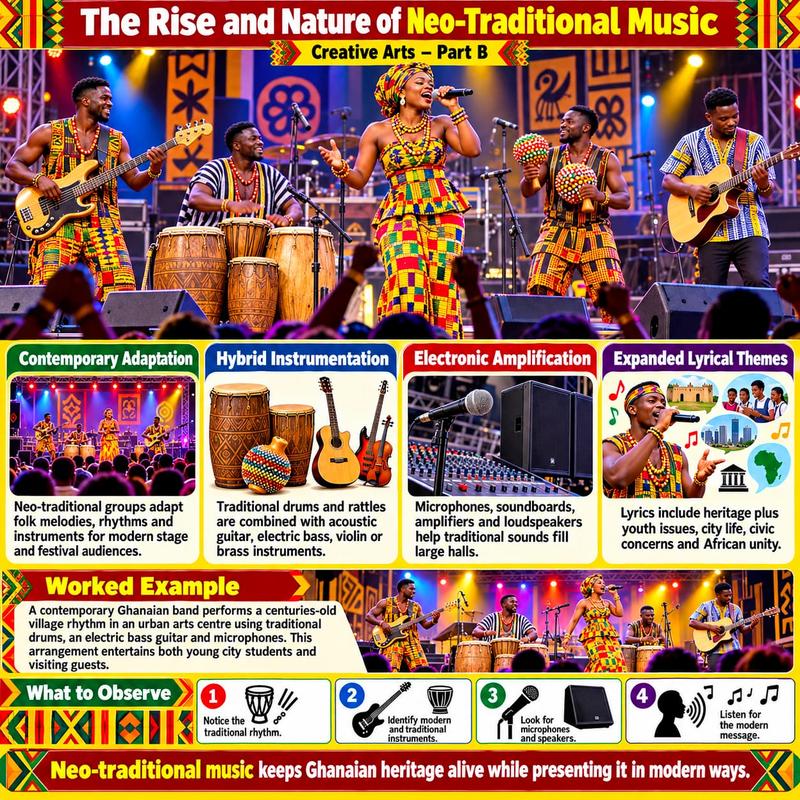 The Rise and Nature of Neo-Traditional Music
Creative Arts – Part B
Contemporary Adaptation
Neo-traditional groups adapt
folk melodies, rhythms and
instruments for modern stage
and festival audiences.
Hybrid Instrumentation
Traditional drums and rattles
are combined with acoustic
guitar, electric bass, violin or
brass instruments.
Electronic Amplification
Microphones, soundboards,
amplifiers and loudspeakers
help traditional sounds fill
large halls.
Expanded Lyrical Themes
Lyrics include heritage plus
youth issues, city life, civic
concerns and African unity.
Worked Example
A contemporary Ghanaian band performs a centuries-old
village rhythm in an urban arts centre using traditional
drums, an electric bass guitar and microphones. This
arrangement entertains both young city students and
visiting guests.
What to Observe
1
Notice the
traditional rhythm.
2
Identify modern
and traditional
instruments.
3
Look for
microphones
and speakers.
4
Listen for
the modern
message.
Neo-traditional music keeps Ghanaian heritage alive while presenting it in modern ways.